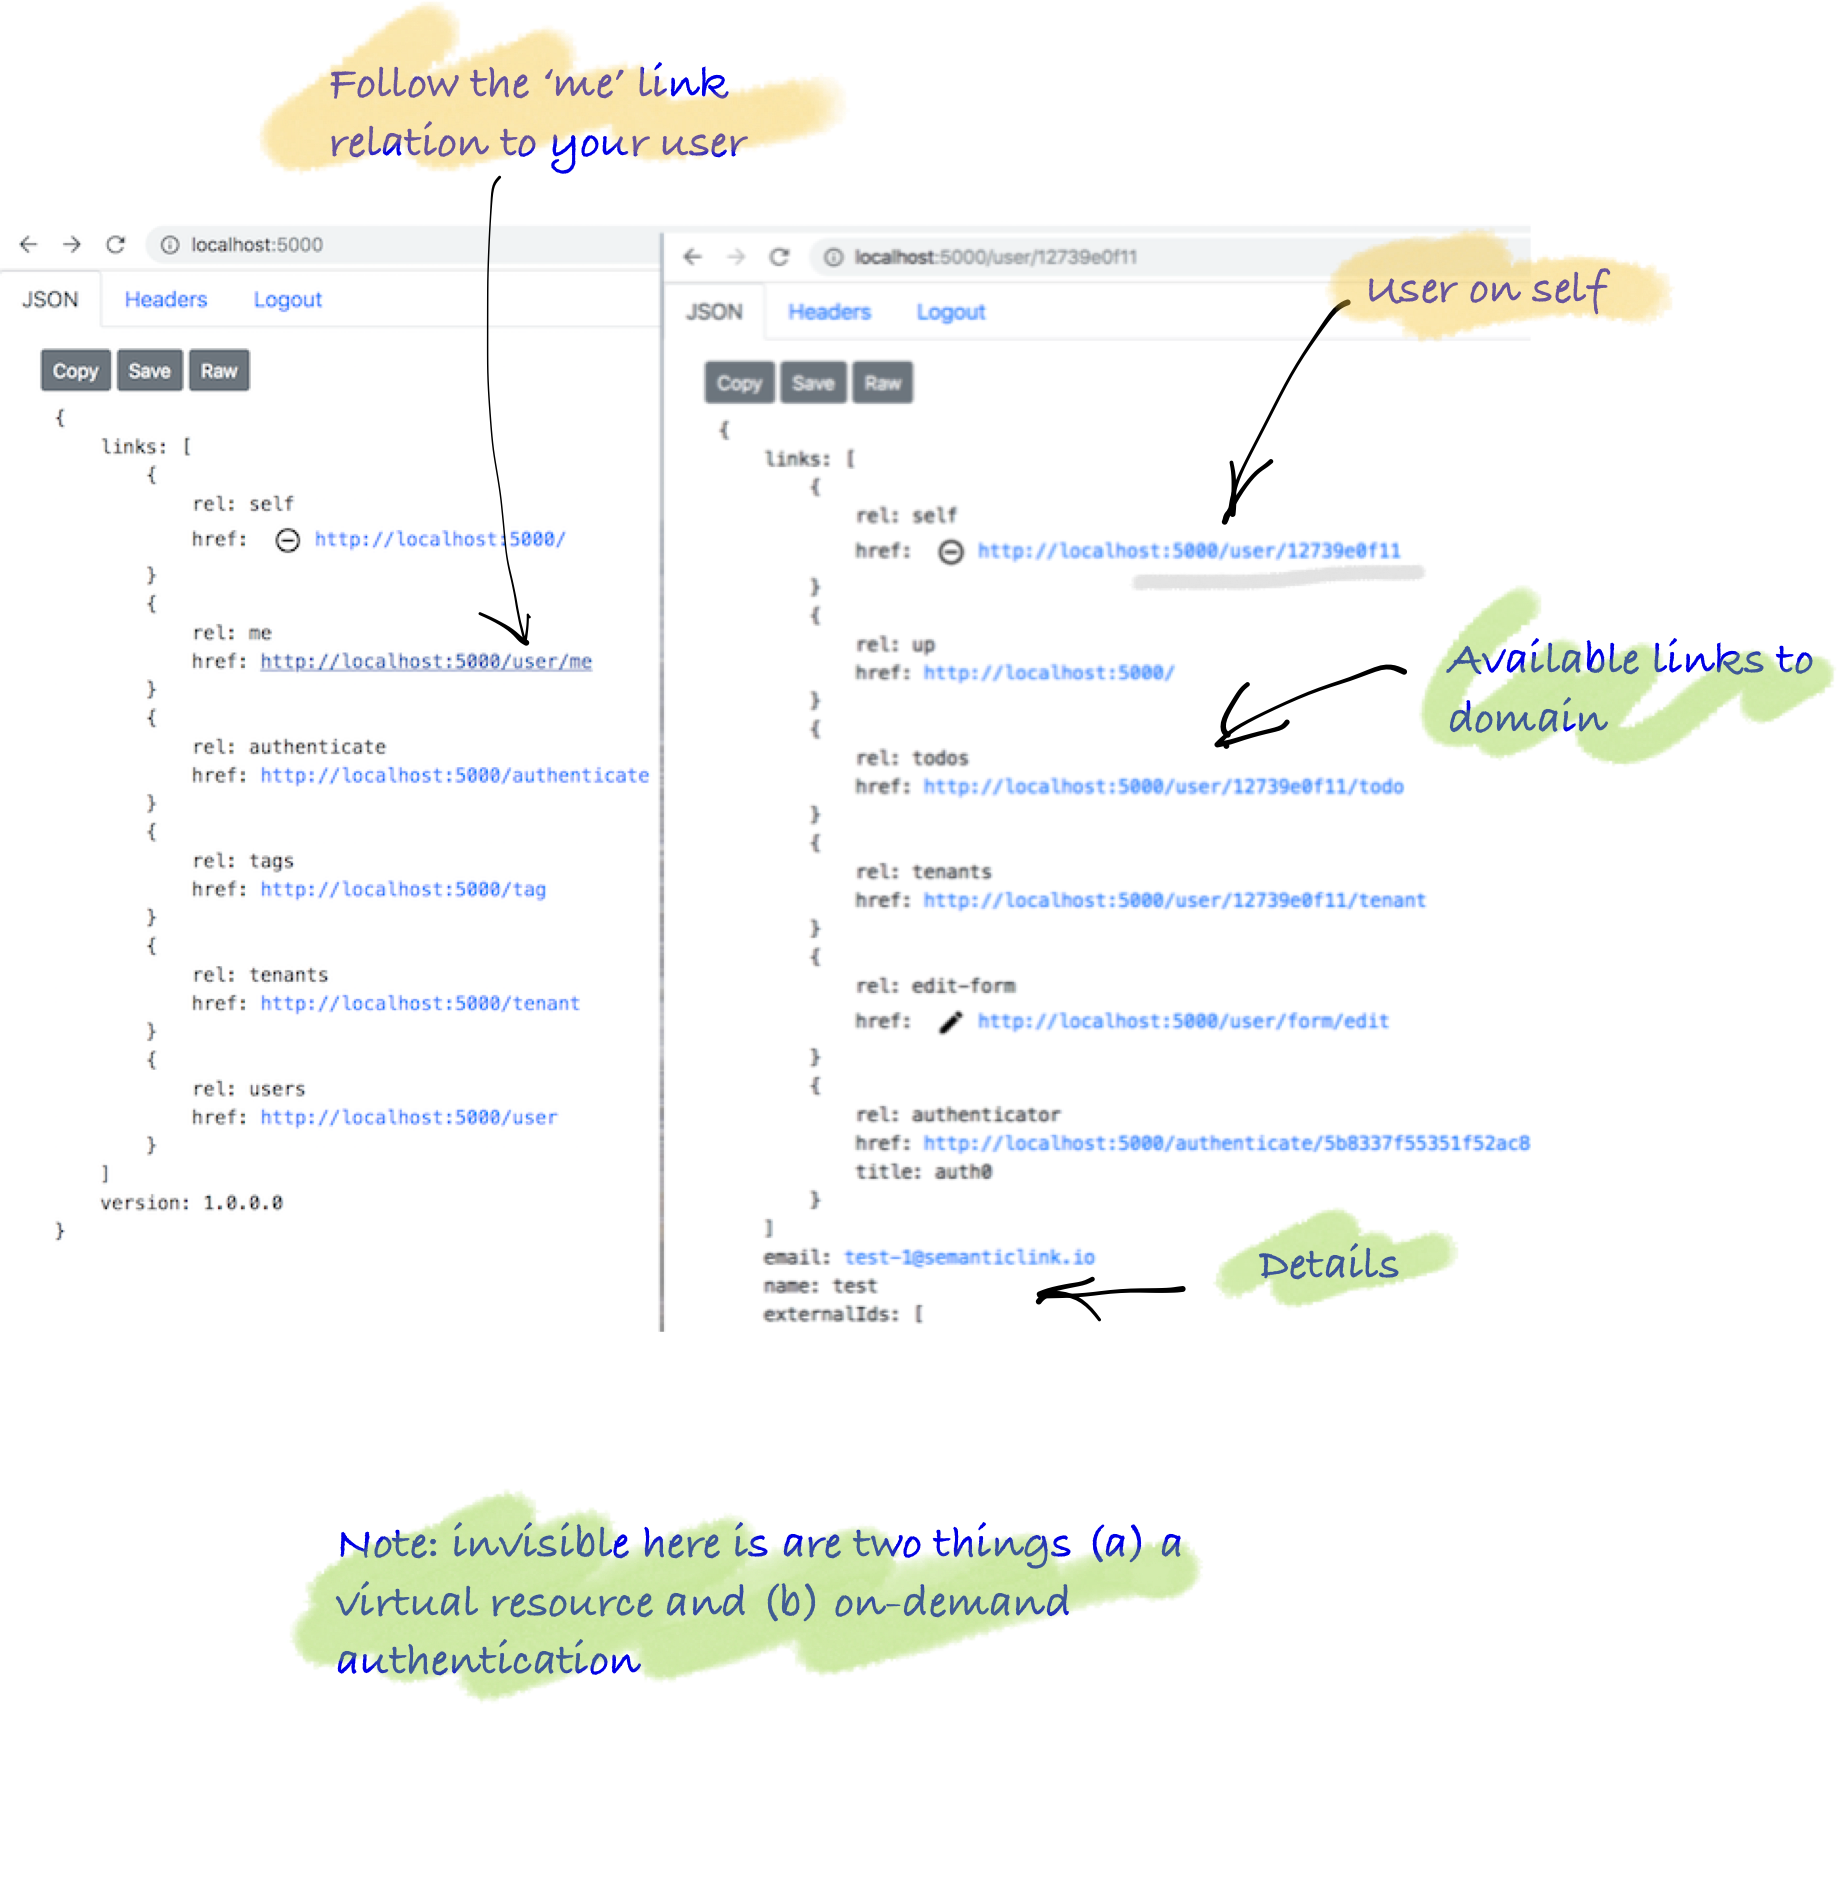 Follow the ‘me’ link
relation to your user
localhost:5000
JSON Headers Logout
Copy Save Raw
{
links: [
{
rel: self
href: http://localhost:5000/
}
{
rel: me
href: http://localhost:5000/user/me
}
{
rel: authenticate
href: http://localhost:5000/authenticate
}
{
rel: tags
href: http://localhost:5000/tag
}
{
rel: tenants
href: http://localhost:5000/tenant
}
{
rel: users
href: http://localhost:5000/user
}
]
version: 1.0.0.0
}
localhost:5000/user/12739e0f11
JSON Headers Logout
Copy Save Raw
{
links: [
{
rel: self
href: http://localhost:5000/user/12739e0f11
}
{
rel: up
href: http://localhost:5000/
}
{
rel: todos
href: http://localhost:5000/user/12739e0f11/todo
}
{
rel: tenants
href: http://localhost:5000/user/12739e0f11/tenant
}
{
rel: edit-form
href: http://localhost:5000/user/form/edit
}
{
rel: authenticator
href: http://localhost:5000/authenticate/5b8337f55351f52ac8
title: auth0
}
]
email: test-1@semanticlink.io
name: test
externalIds: [
User on self
Available links to
domain
Details
Note: invisible here is are two things (a) a
virtual resource and (b) on-demand
authentication